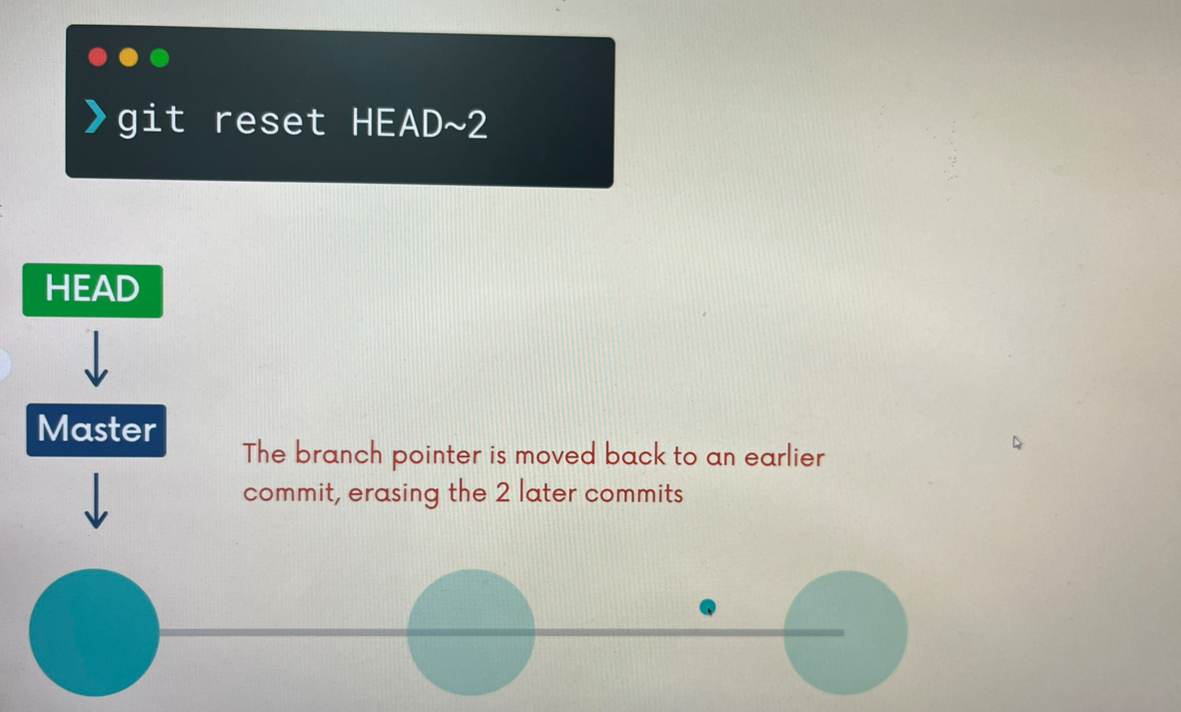 ❯ git reset HEAD~2
HEAD
Master
The branch pointer is moved back to an earlier
commit, erasing the 2 later commits